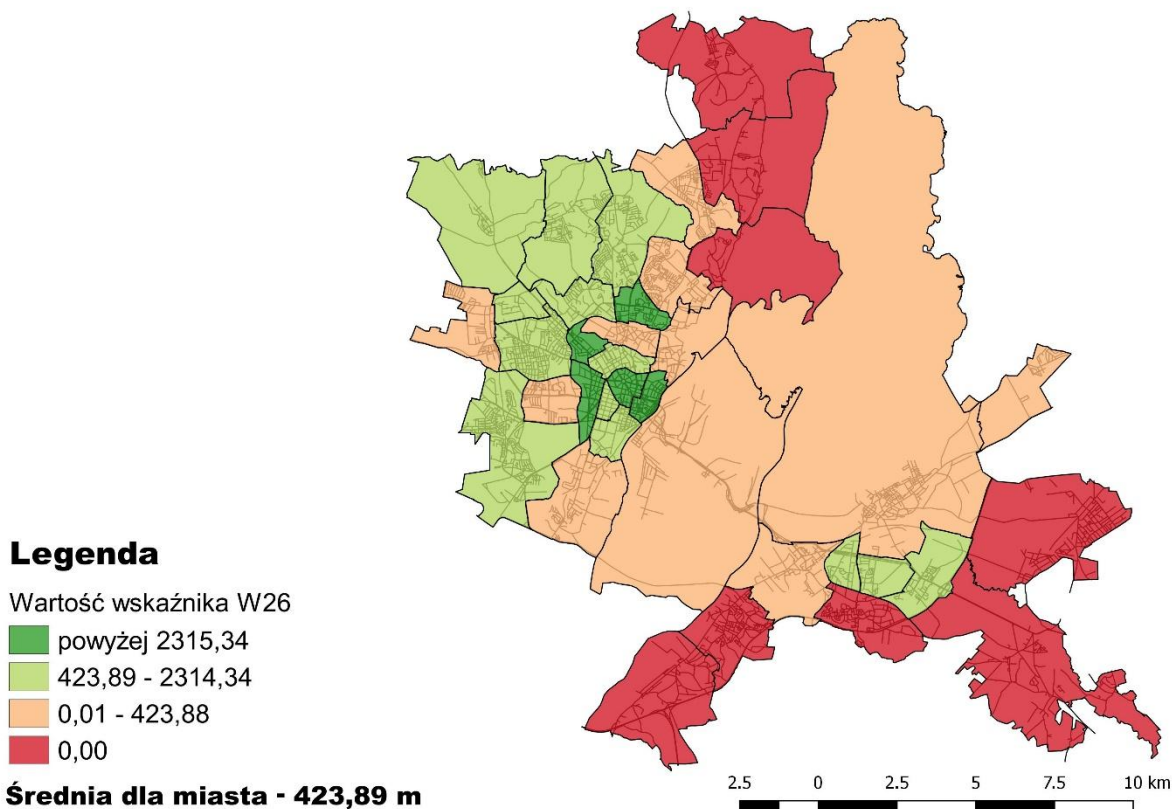 Legenda
Wartość wskaźnika W26
powyżej 2315,34
423,89 - 2314,34
0,01 - 423,88
0,00
Średnia dla miasta - 423,89 m
2.5 0 2.5 5 7.5 10 km